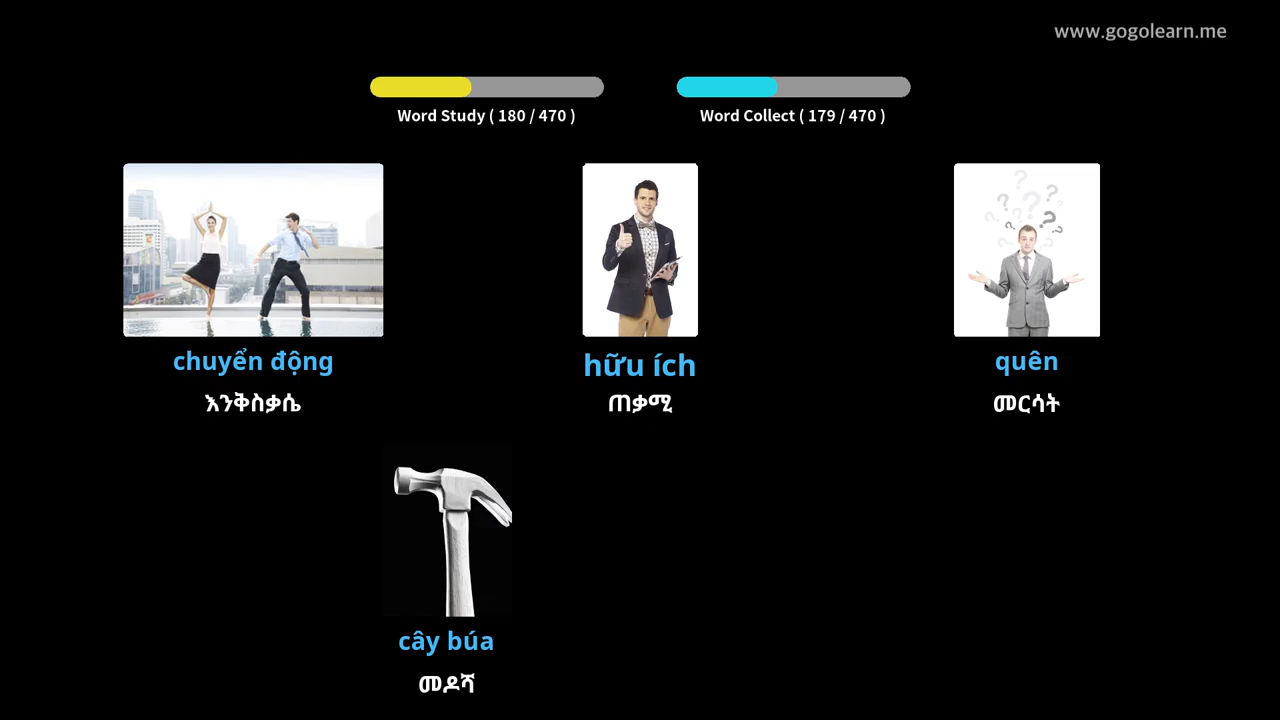 www.gogolearn.me
Word Study ( 180 / 470 )
Word Collect ( 179 / 470 )
chuyển động
እንቅስቃሴ
hữu ích
ጠቃሚ
quên
መርሳት
cây búa
መዶሻ